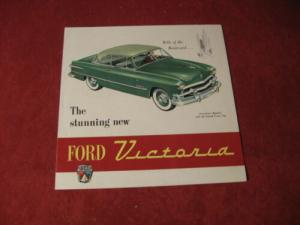 Belle of the
Boulevard...
The
stunning new
FORD Victoria